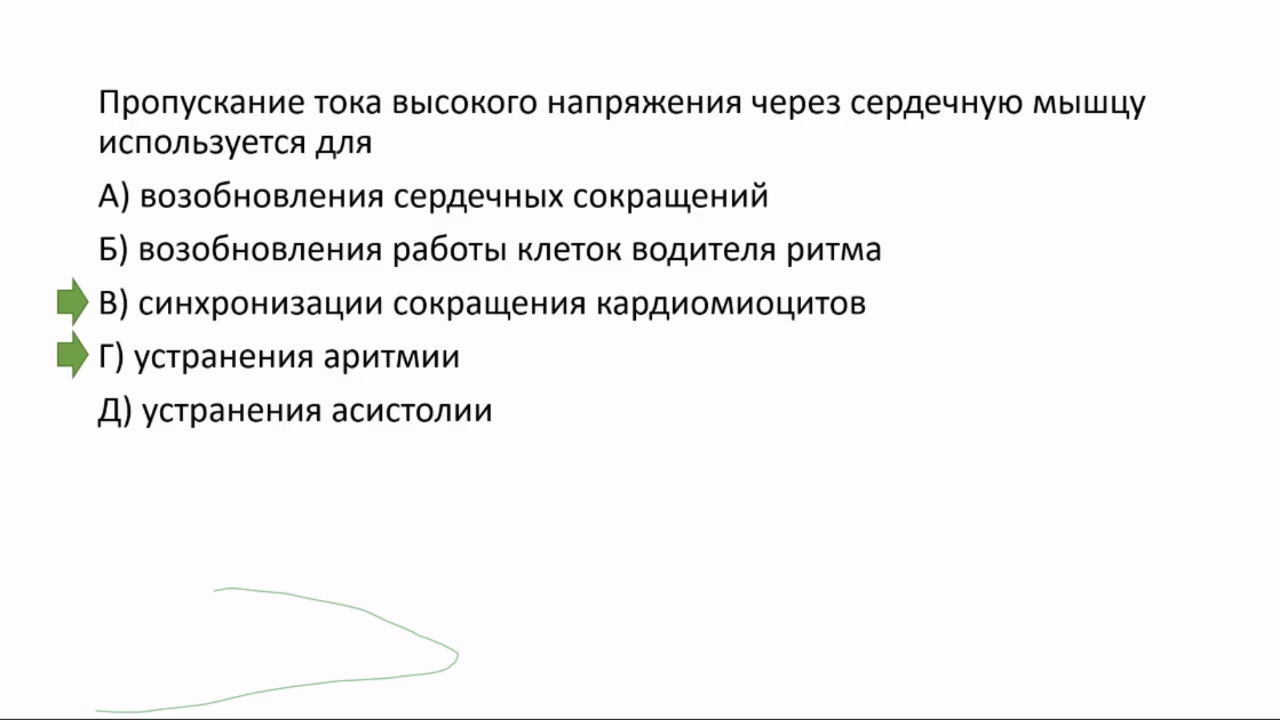 Пропускание тока высокого напряжения через сердечную мышцу
используется для
А) возобновления сердечных сокращений
Б) возобновления работы клеток водителя ритма
В) синхронизации сокращения кардиомиоцитов
Г) устранения аритмии
Д) устранения асистолии